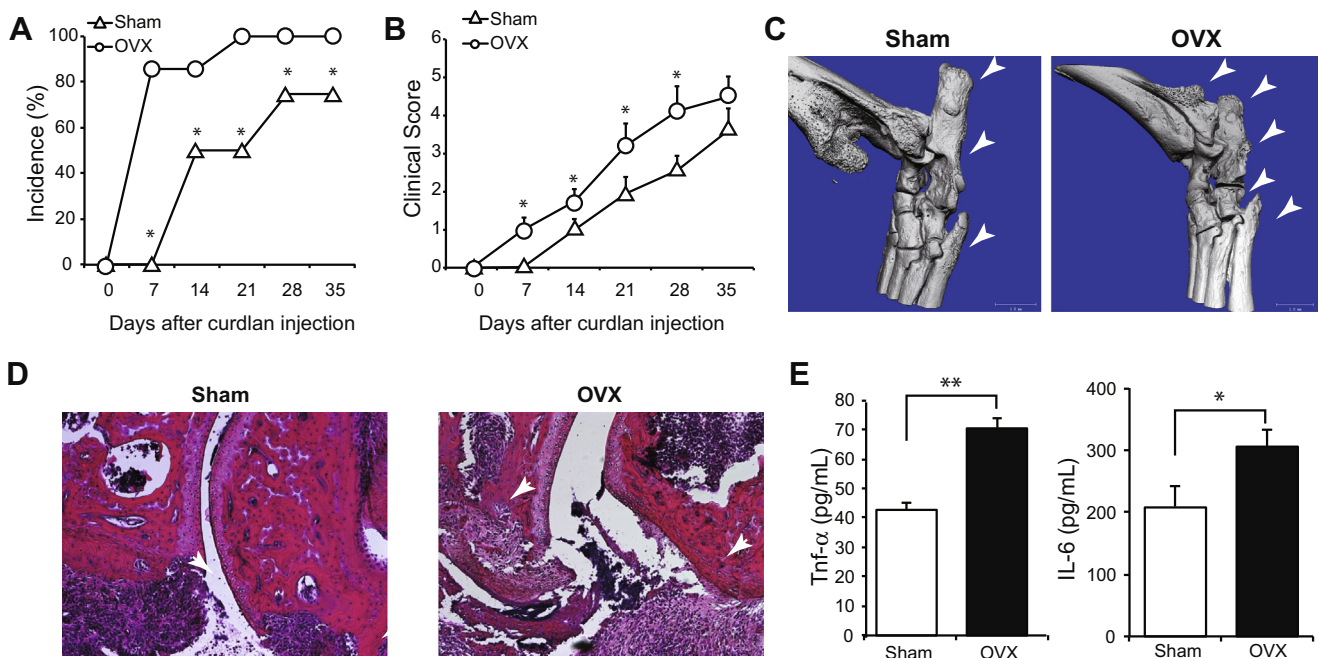 A
Sham
OVX
Incidence (%)
100
80
60
40
20
0
* * * * *
0 7 14 21 28 35
Days after curdlan injection
B
Sham
OVX
Clinical Score
6
5
4
3
2
1
0
* * * *
0 7 14 21 28 35
Days after curdlan injection
C
Sham
OVX
D
Sham
OVX
E
Tnf-α (pg/mL)
80
70
60
50
40
30
20
10
0
**
Sham OVX
IL-6 (pg/mL)
400
300
200
100
0
*
Sham OVX